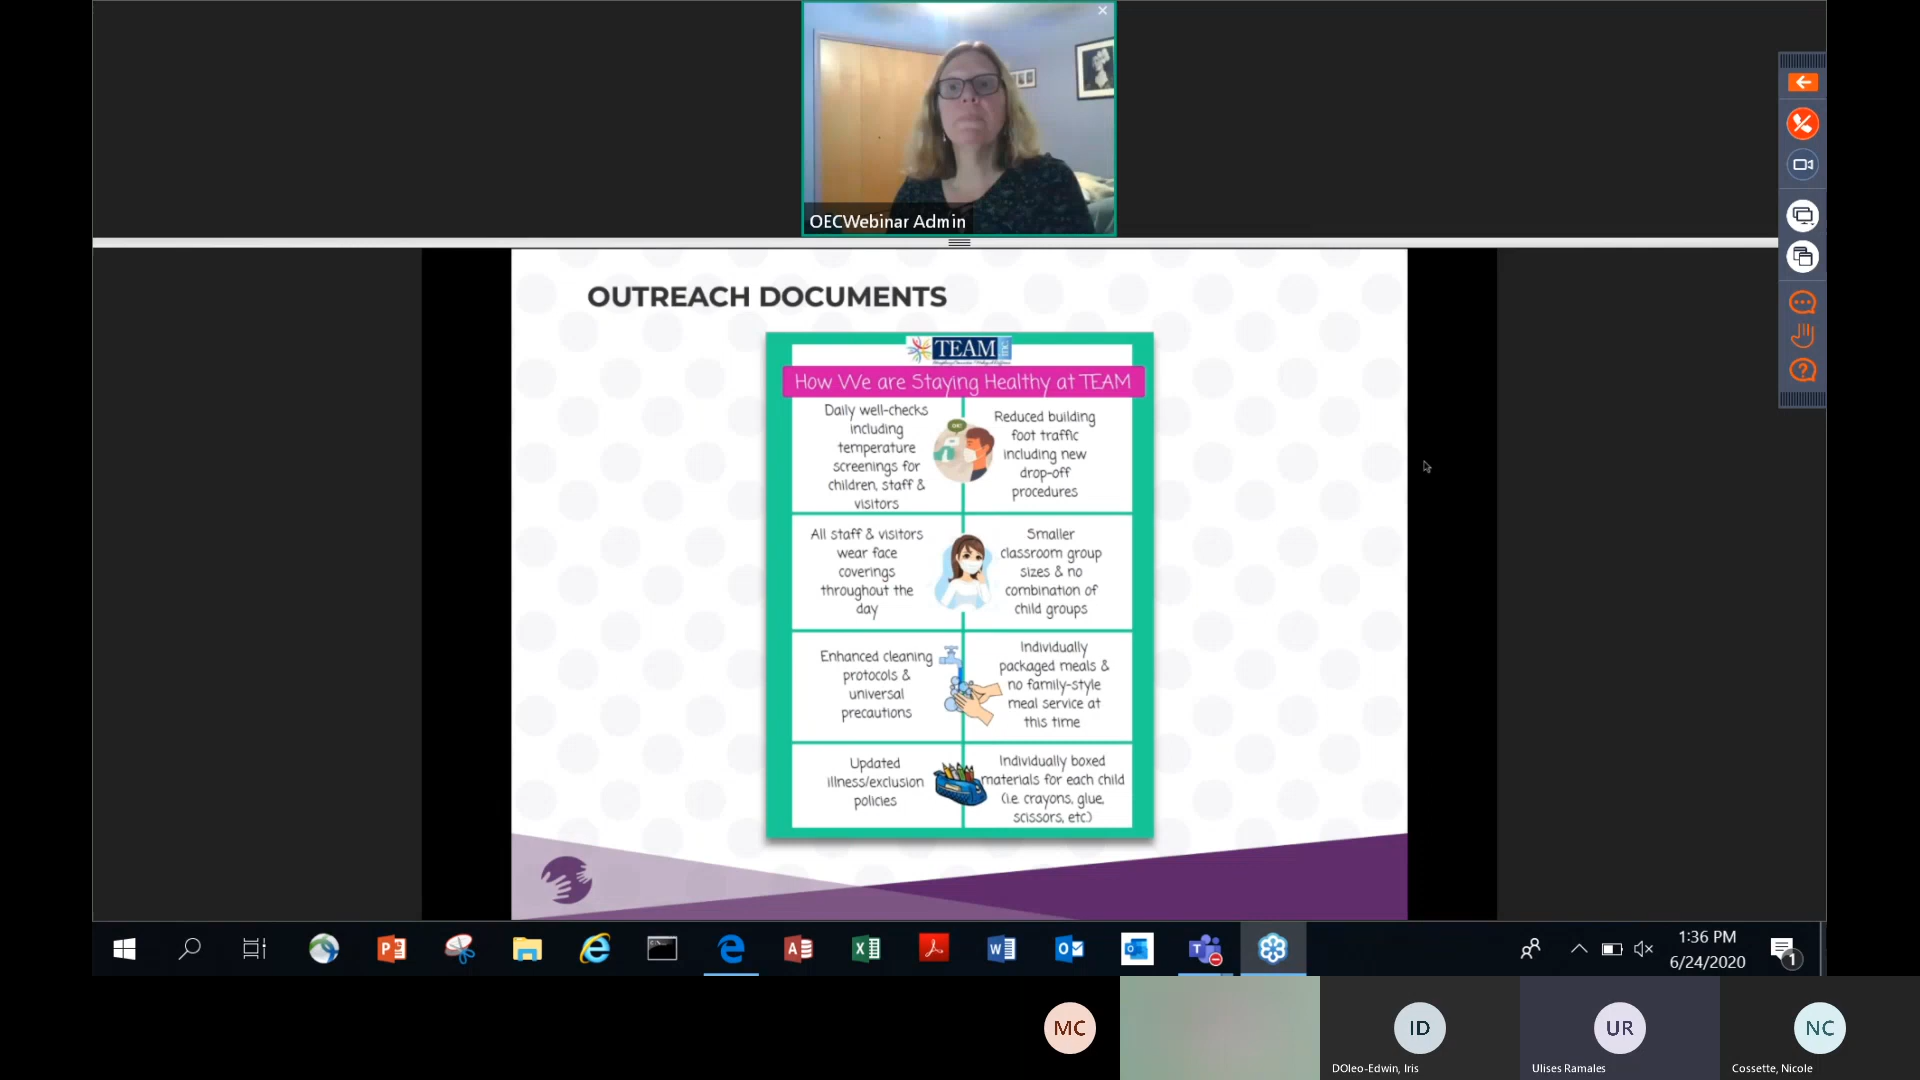 OECWebinar Admin
OUTREACH DOCUMENTS
TEAM
How We are Staying Healthy at TEAM
Daily well-checks
including
temperature
screenings for
children, staff &
visitors
Reduced building
foot traffic
including new
drop-off
procedures
All staff & visitors
wear face
coverings
throughout the
day
Smaller
classroom group
sizes & no
combination of
child groups
Enhanced cleaning
protocols &
universal
precautions
Individually
packaged meals &
no family-style
meal service at
this time
Updated
illness/exclusion
policies
Individually boxed
materials for each child
(i.e. crayons, glue,
scissors, etc.)
1:36 PM
6/24/2020
1
MC
ID
DOleo-Edwin, Iris
UR
Ulises Ramales
NC
Cossette, Nicole